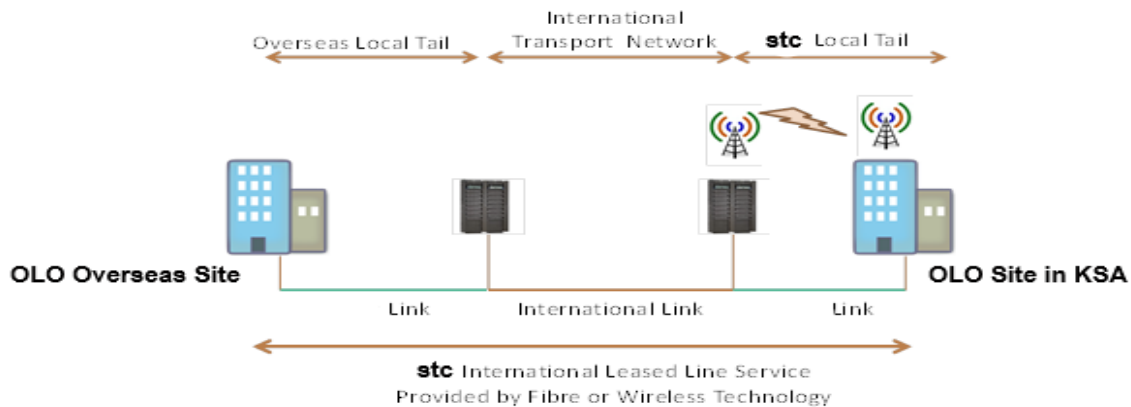 International
Transport Network
Overseas Local Tail
stc Local Tail
OLO Overseas Site
OLO Site in KSA
Link
International Link
Link
stc International Leased Line Service
Provided by Fibre or Wireless Technology